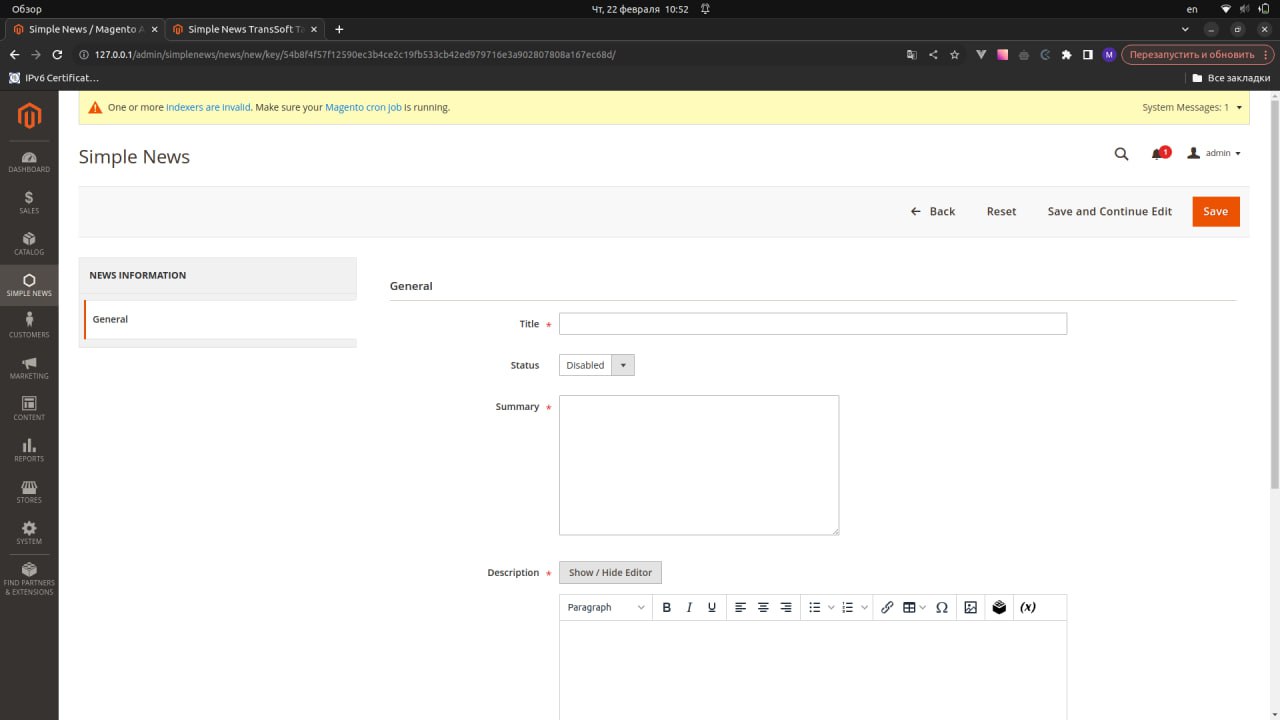 Обзор
Чт, 22 февраля 10:52
en
Simple News / Magento A
Simple News TransSoft Ta
127.0.0.1/admin/simplenews/news/new/key/54b8f4f57f12590ec3b4ce2c19fb533cb42ed979716e3a902807808a167ec68d/
M
Перезапустить и обновить
IPv6 Certificat...
Все закладки
One or more indexers are invalid. Make sure your Magento cron job is running.
System Messages: 1
Simple News
1
admin
Back
Reset
Save and Continue Edit
Save
DASHBOARD
SALES
CATALOG
SIMPLE NEWS
CUSTOMERS
MARKETING
CONTENT
REPORTS
STORES
SYSTEM
FIND PARTNERS
& EXTENSIONS
NEWS INFORMATION
General
General
Title *
Status
Disabled
Summary *
Description *
Show / Hide Editor
Paragraph
B I U
Ω
(x)